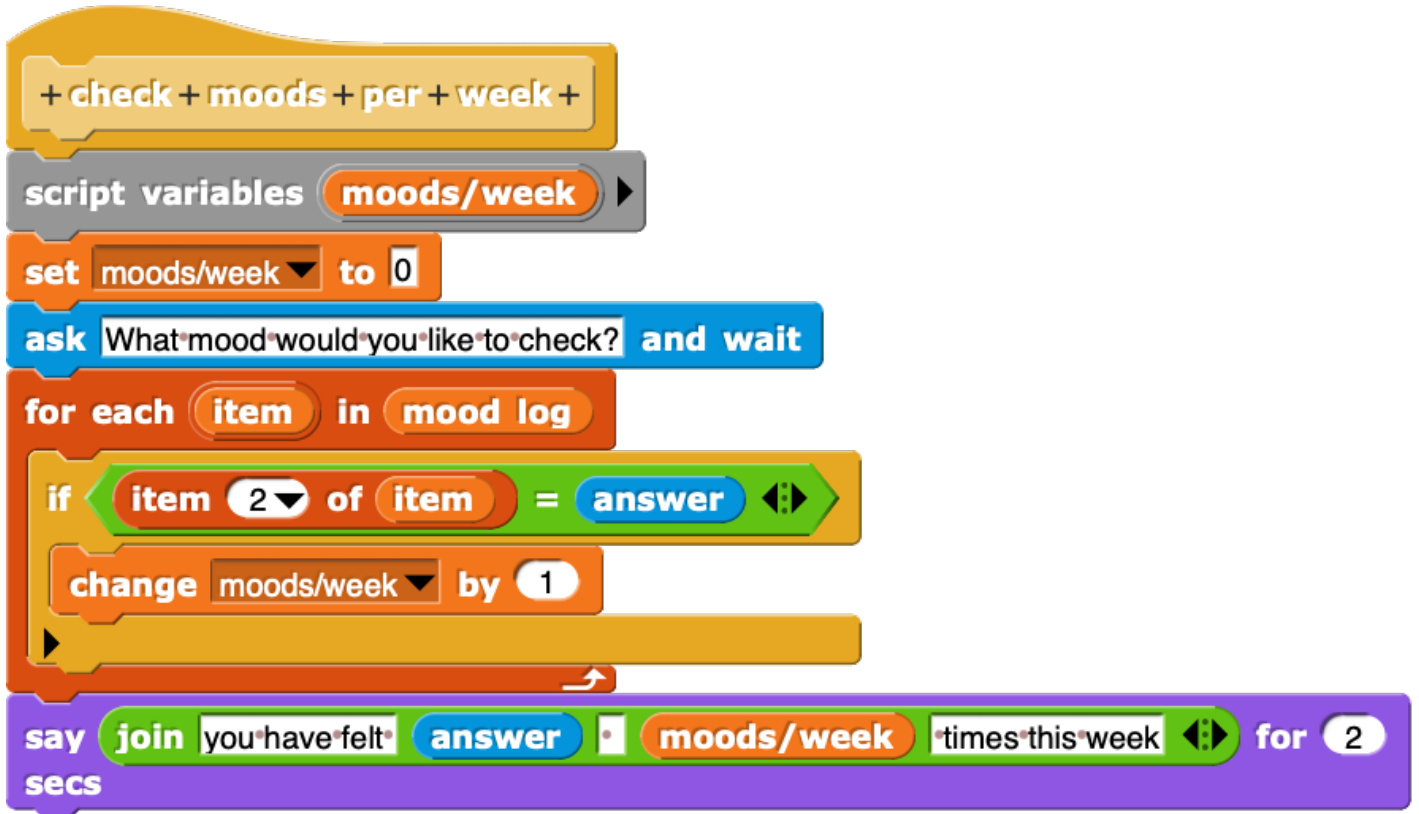 + check + moods + per + week +
script variables moods/week
set moods/week to 0
ask What mood would you like to check? and wait
for each item in mood log
if item 2 of item = answer
change moods/week by 1
say join you have felt answer moods/week times this week for 2
secs